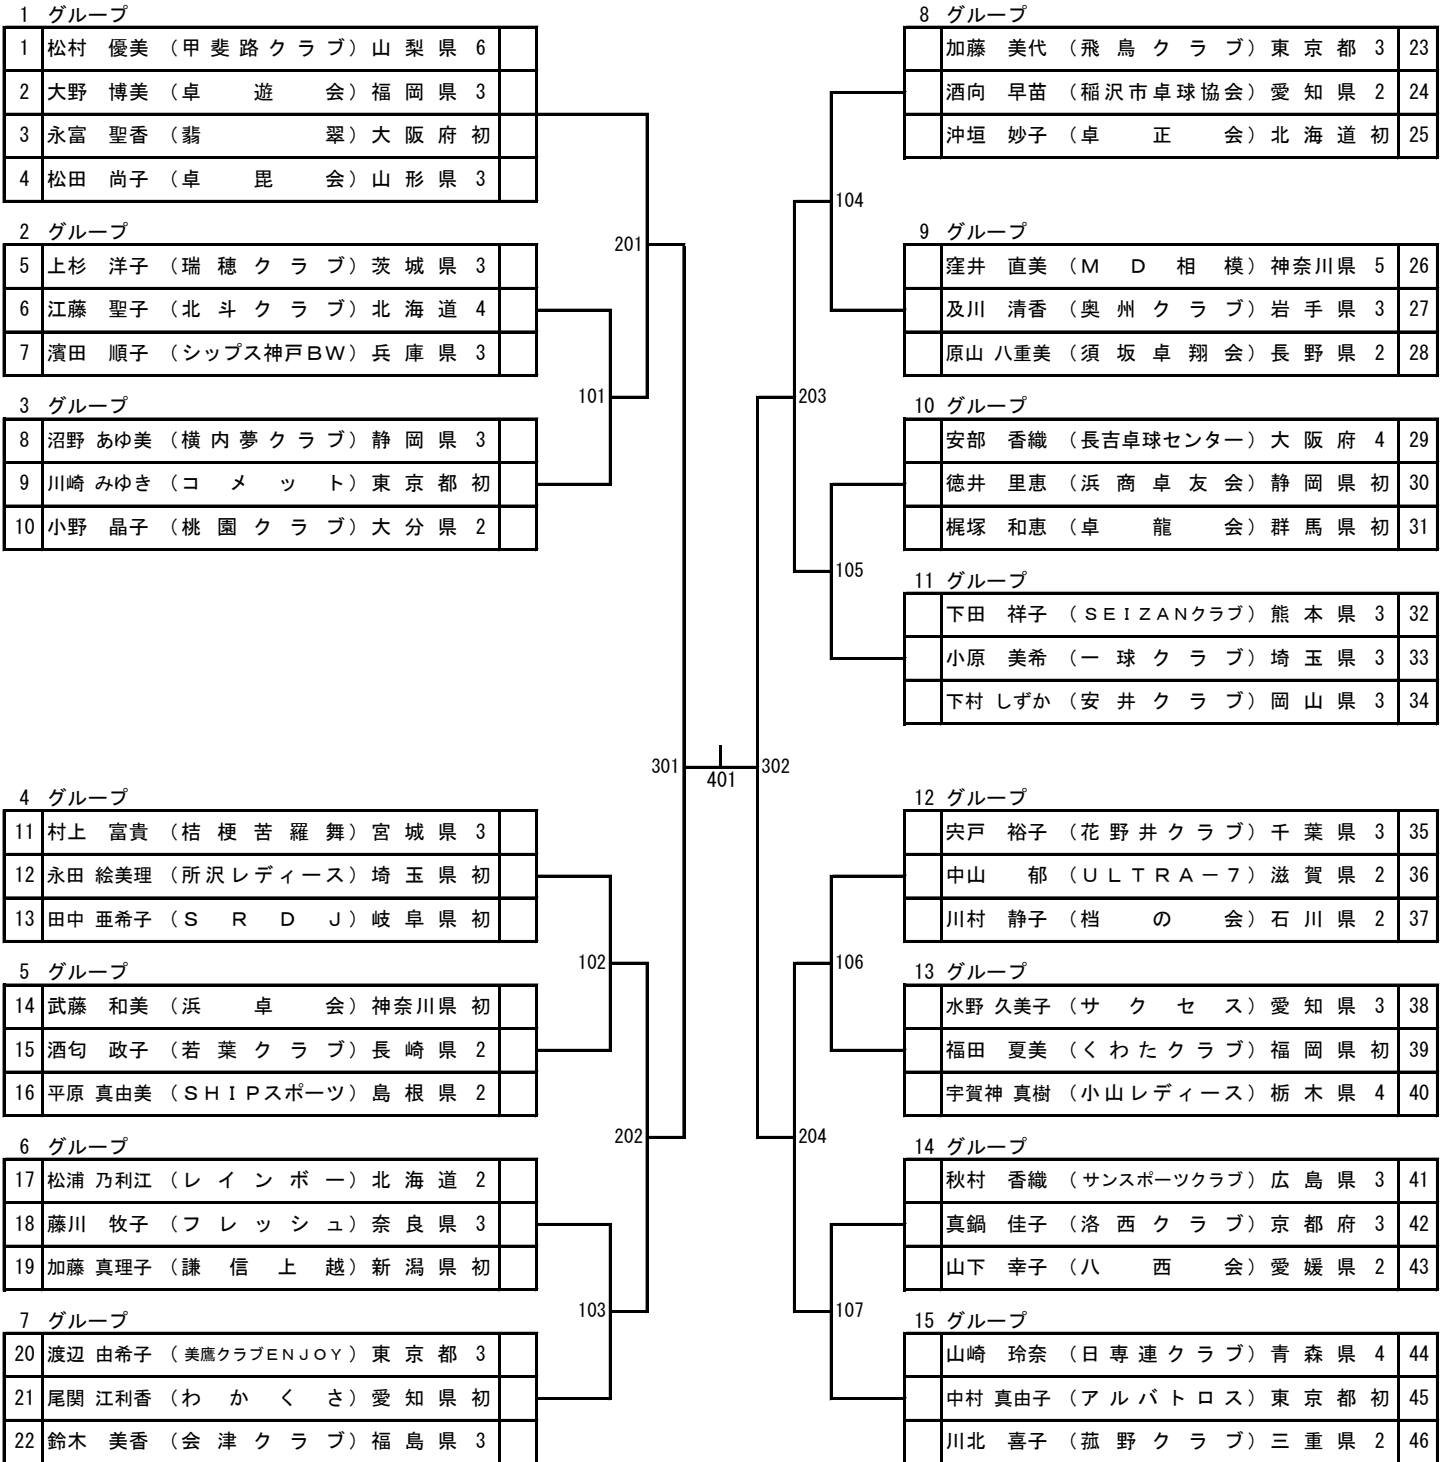 1 グループ
1 松村 優美 (甲斐路クラブ) 山梨県 6
2 大野 博美 (卓遊会) 福岡県 3
3 永富 聖香 (翡翠) 大阪府 初
4 松田 尚子 (卓毘会) 山形県 3
2 グループ
5 上杉 洋子 (瑞穂クラブ) 茨城県 3
6 江藤 聖子 (北斗クラブ) 北海道 4
7 濱田 順子 (シップス神戸BW) 兵庫県 3
3 グループ
8 沼野 あゆ美 (横内夢クラブ) 静岡県 3
9 川崎 みゆき (コメット) 東京都 初
10 小野 晶子 (桃園クラブ) 大分県 2
4 グループ
11 村上 富貴 (桔梗苦羅舞) 宮城県 3
12 永田 絵美理 (所沢レディース) 埼玉県 初
13 田中 亜希子 (SRDJ) 岐阜県 初
5 グループ
14 武藤 和美 (浜卓会) 神奈川県 初
15 酒匂 政子 (若葉クラブ) 長崎県 2
16 平原 真由美 (SHIPスポーツ) 島根県 2
6 グループ
17 松浦 乃利江 (レインボー) 北海道 2
18 藤川 牧子 (フレッシュ) 奈良県 3
19 加藤 真理子 (謙信上越) 新潟県 初
7 グループ
20 渡辺 由希子 (美鷹クラブENJOY) 東京都 3
21 尾関 江利香 (わかくさ) 愛知県 初
22 鈴木 美香 (会津クラブ) 福島県 3
101
102
103
201
202
301
401
302
203
204
104
105
106
107
8 グループ
加藤 美代 (飛鳥クラブ) 東京都 3 23
酒向 早苗 (稲沢市卓球協会) 愛知県 2 24
沖垣 妙子 (卓正会) 北海道 初 25
9 グループ
窪井 直美 (MD相模) 神奈川県 5 26
及川 清香 (奥州クラブ) 岩手県 3 27
原山 八重美 (須坂卓翔会) 長野県 2 28
10 グループ
安部 香織 (長吉卓球センター) 大阪府 4 29
徳井 里恵 (浜商卓友会) 静岡県 初 30
梶塚 和恵 (卓龍会) 群馬県 初 31
11 グループ
下田 祥子 (SEIZANクラブ) 熊本県 3 32
小原 美希 (一球クラブ) 埼玉県 3 33
下村 しずか (安井クラブ) 岡山県 3 34
12 グループ
宍戸 裕子 (花野井クラブ) 千葉県 3 35
中山 郁 (ULTRA－7) 滋賀県 2 36
川村 静子 (档の会) 石川県 2 37
13 グループ
水野 久美子 (サクセス) 愛知県 3 38
福田 夏美 (くわたクラブ) 福岡県 初 39
宇賀神 真樹 (小山レディース) 栃木県 4 40
14 グループ
秋村 香織 (サンスポーツクラブ) 広島県 3 41
真鍋 佳子 (洛西クラブ) 京都府 3 42
山下 幸子 (八西会) 愛媛県 2 43
15 グループ
山崎 玲奈 (日専連クラブ) 青森県 4 44
中村 真由子 (アルバトロス) 東京都 初 45
川北 喜子 (菰野クラブ) 三重県 2 46